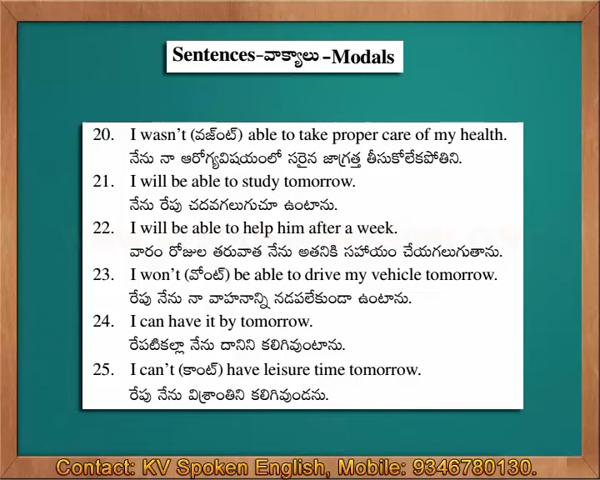 Sentences-వాక్యాలు-Modals
20. I wasn't (వజ్‌ంట్) able to take proper care of my health.
నేను నా ఆరోగ్యవిషయంలో సరైన జాగ్రత్త తీసుకోలేకపోతిని.
21. I will be able to study tomorrow.
నేను రేపు చదవగలుగుచూ ఉంటాను.
22. I will be able to help him after a week.
వారం రోజుల తరువాత నేను అతనికి సహాయం చేయగలుగుతాను.
23. I won't (వోంట్) be able to drive my vehicle tomorrow.
రేపు నేను నా వాహనాన్ని నడపలేకుండా ఉంటాను.
24. I can have it by tomorrow.
రేపటికల్లా నేను దానిని కలిగివుంటాను.
25. I can't (కాంట్) have leisure time tomorrow.
రేపు నేను విశ్రాంతిని కలిగివుండను.
Contact: KV Spoken English, Mobile: 9346780130.